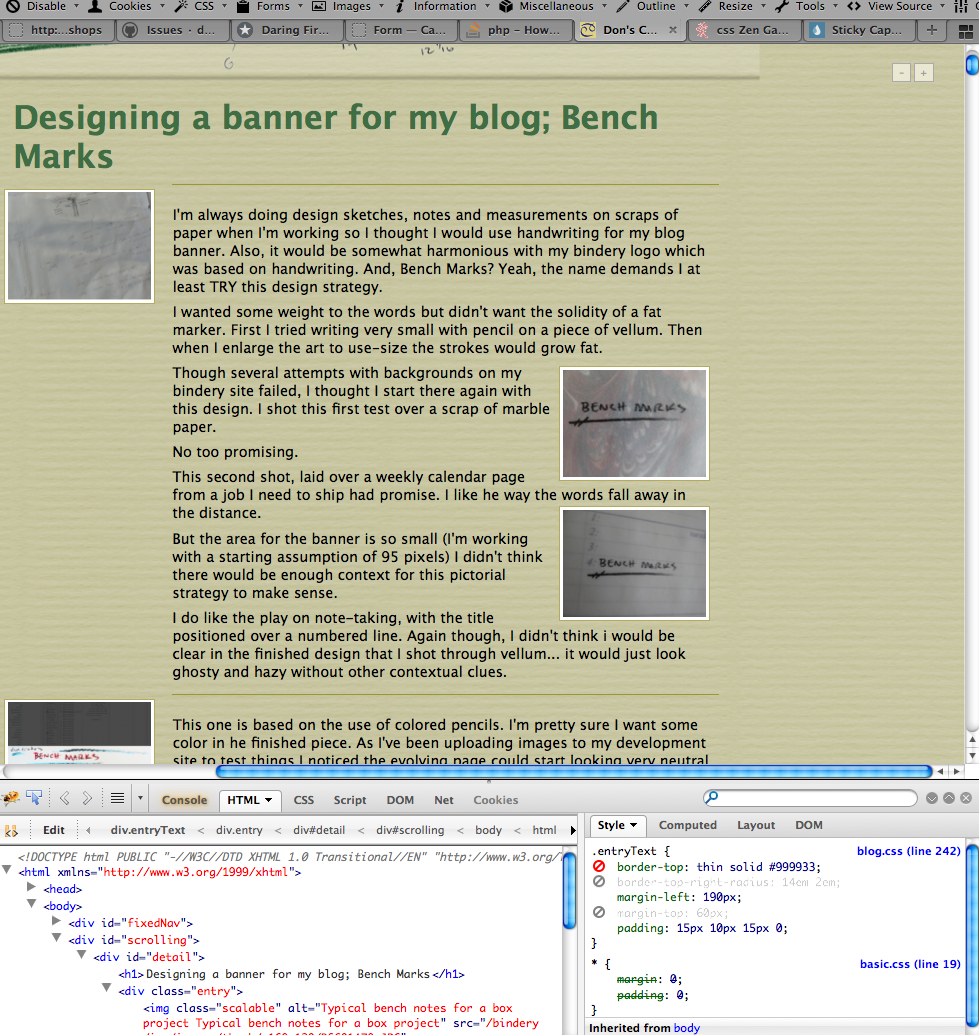 Disable Cookies CSS Forms Images Information Miscellaneous Outline Resize Tools View Source
http:...shops Issues - d... Daring Fir... Form — Ca... php - How... Don's C... css Zen Ga... Sticky Cap...
12"16
6
- +
Designing a banner for my blog; Bench
Marks
I'm always doing design sketches, notes and measurements on scraps of
paper when I'm working so I thought I would use handwriting for my blog
banner. Also, it would be somewhat harmonious with my bindery logo which
was based on handwriting. And, Bench Marks? Yeah, the name demands I at
least TRY this design strategy.
I wanted some weight to the words but didn't want the solidity of a fat
marker. First I tried writing very small with pencil on a piece of vellum. Then
when I enlarge the art to use-size the strokes would grow fat.
Though several attempts with backgrounds on my
bindery site failed, I thought I start there again with
this design. I shot this first test over a scrap of marble
paper.
BENCH MARKS
No too promising.
This second shot, laid over a weekly calendar page
from a job I need to ship had promise. I like he way the words fall away in
the distance.
But the area for the banner is so small (I'm working
with a starting assumption of 95 pixels) I didn't think
there would be enough context for this pictorial
strategy to make sense.
1.
2.
3.
BENCH MARKS
I do like the play on note-taking, with the title
positioned over a numbered line. Again though, I didn't think i would be
clear in the finished design that I shot through vellum... it would just look
ghosty and hazy without other contextual clues.
BENCH MARKS
This one is based on the use of colored pencils. I'm pretty sure I want some
color in he finished piece. As I've been uploading images to my development
site to test things I noticed the evolving page could start looking very neutral
Console HTML CSS Script DOM Net Cookies
Edit div.entryText < div.entry < div#detail < div#scrolling < body < html
<!DOCTYPE html PUBLIC "-//W3C//DTD XHTML 1.0 Transitional//EN" "http://www.w3.org/
<html xmlns="http://www.w3.org/1999/xhtml">
<head>
<body>
<div id="fixedNav">
<div id="scrolling">
<div id="detail">
<h1>Designing a banner for my blog; Bench Marks</h1>
<div class="entry">
<img class="scalable" alt="Typical bench notes for a box
project Typical bench notes for a box project" src="/bindery
Style Computed Layout DOM
.entryText { blog.css (line 242)
border-top: thin solid #999933;
border-top-right-radius: 14em 2em;
margin-left: 190px;
margin-top: 60px;
padding: 15px 10px 15px 0;
}
* { basic.css (line 19)
margin: 0;
padding: 0;
}
Inherited from body